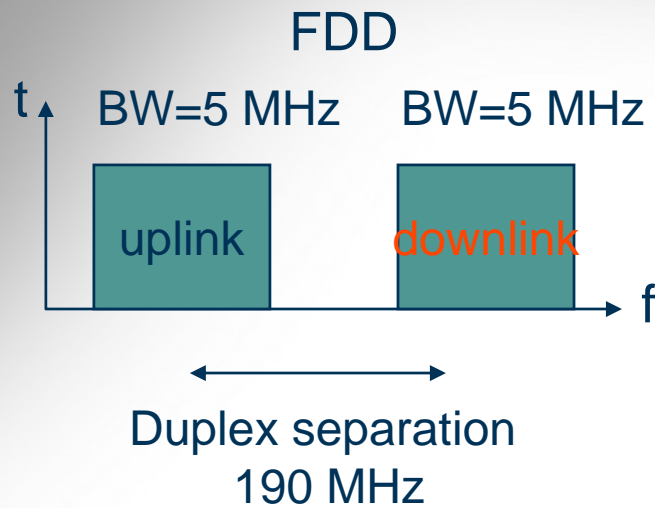 FDD
t
BW=5 MHz BW=5 MHz
uplink downlink
f
Duplex separation
190 MHz